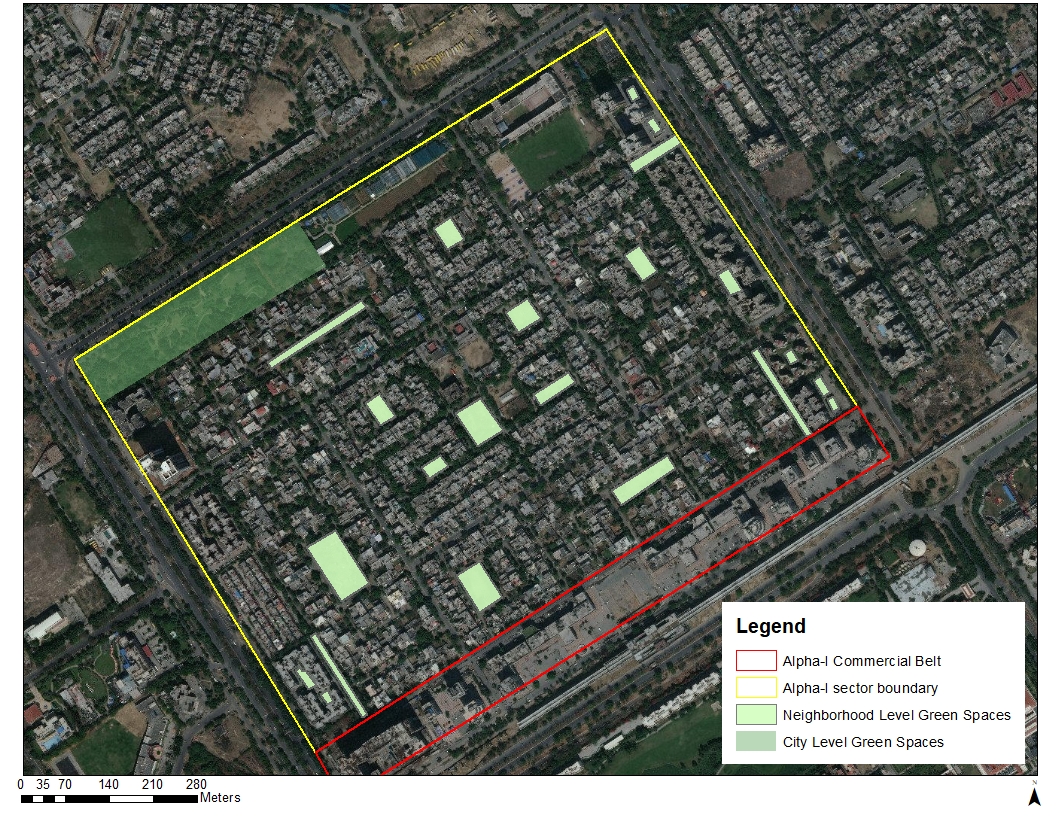 Legend
Alpha-I Commercial Belt
Alpha-I sector boundary
Neighborhood Level Green Spaces
City Level Green Spaces
0 35 70 140 210 280
Meters
N